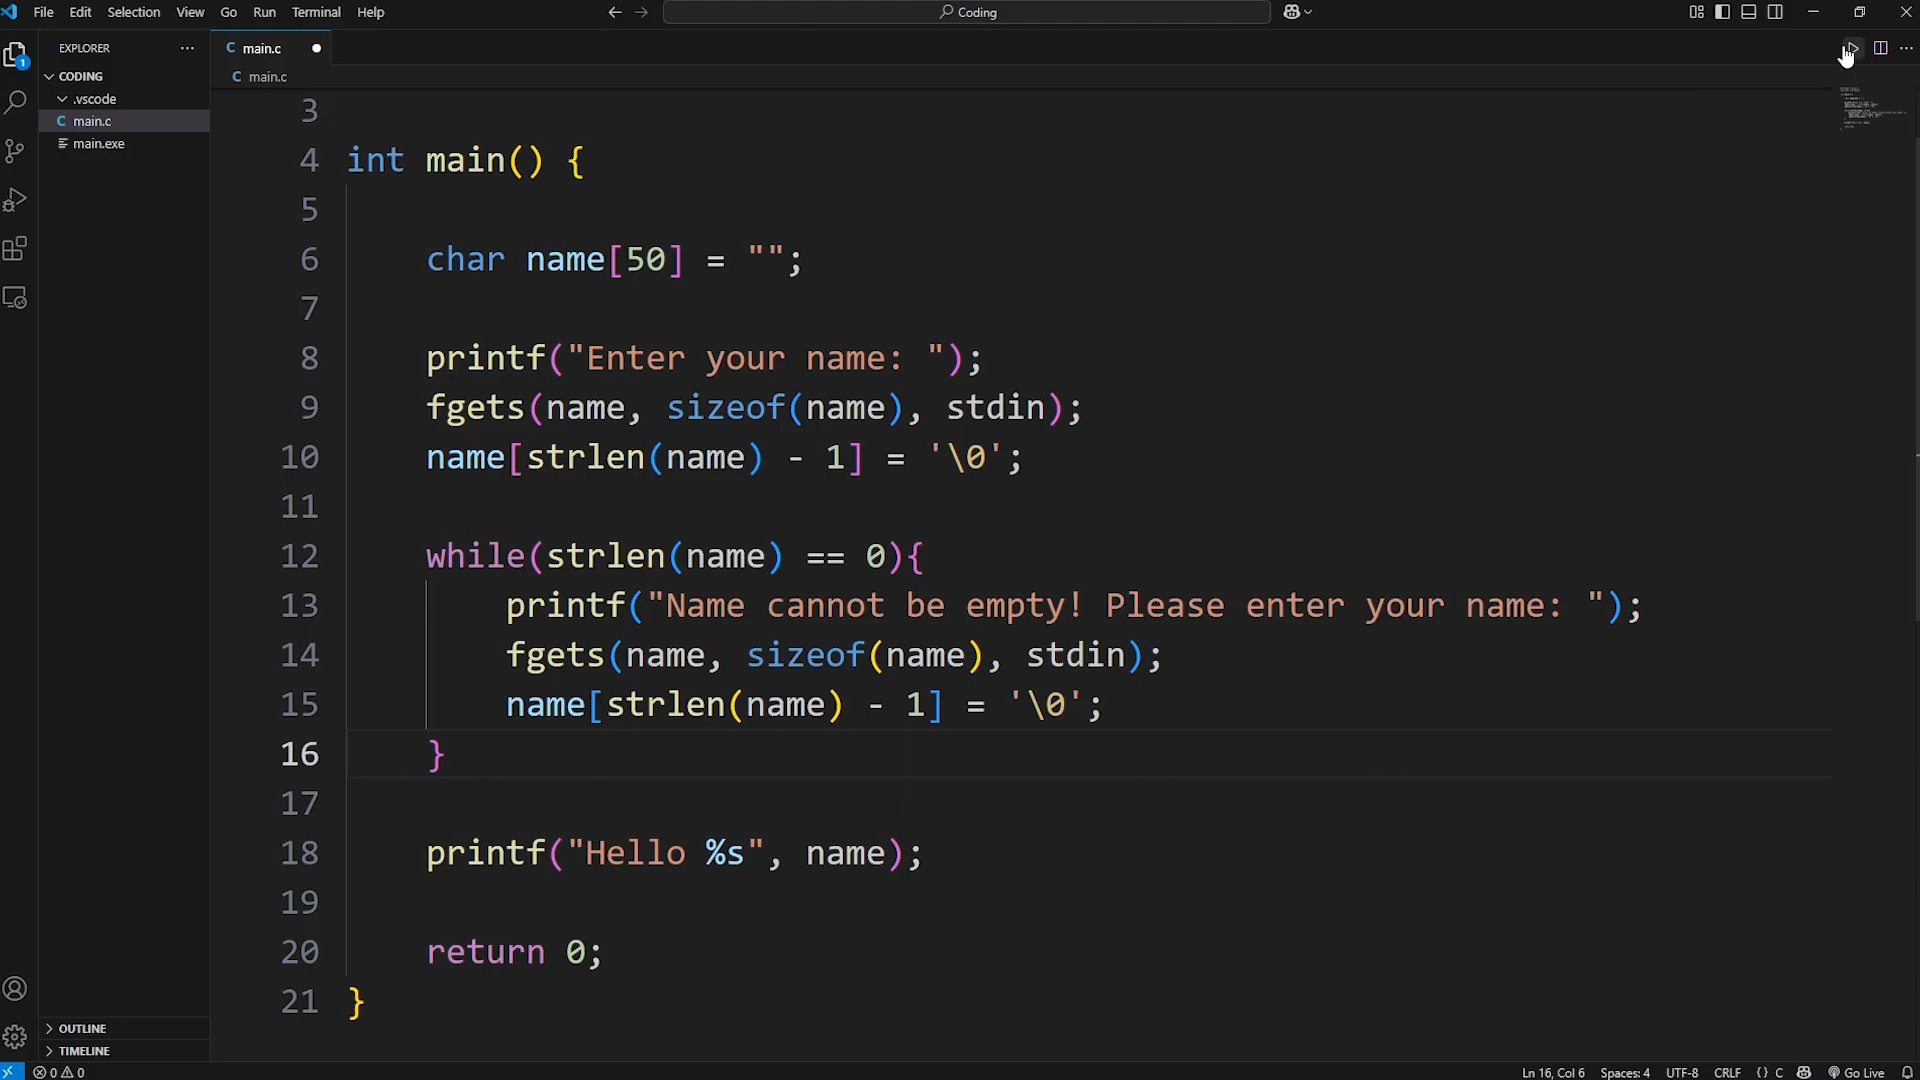 File Edit Selection View Go Run Terminal Help
Coding
EXPLORER
CODING
.vscode
C main.c
main.exe
OUTLINE
TIMELINE
1
C main.c
C main.c
3
4 int main() {
5
6 char name[50] = "";
7
8 printf("Enter your name: ");
9 fgets(name, sizeof(name), stdin);
10 name[strlen(name) - 1] = '\0';
11
12 while(strlen(name) == 0){
13 printf("Name cannot be empty! Please enter your name: ");
14 fgets(name, sizeof(name), stdin);
15 name[strlen(name) - 1] = '\0';
16 }
17
18 printf("Hello %s", name);
19
20 return 0;
21 }
0 0
Ln 16, Col 6 Spaces: 4 UTF-8 CRLF {} C Go Live